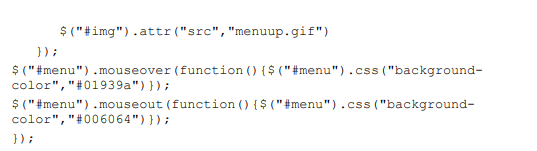 $("#img").attr("src","menuup.gif")
});
$("#menu").mouseover(function(){$("#menu").css("background-
color","#01939a")});
$("#menu").mouseout(function(){$("#menu").css("background-
color","#006064")});
});